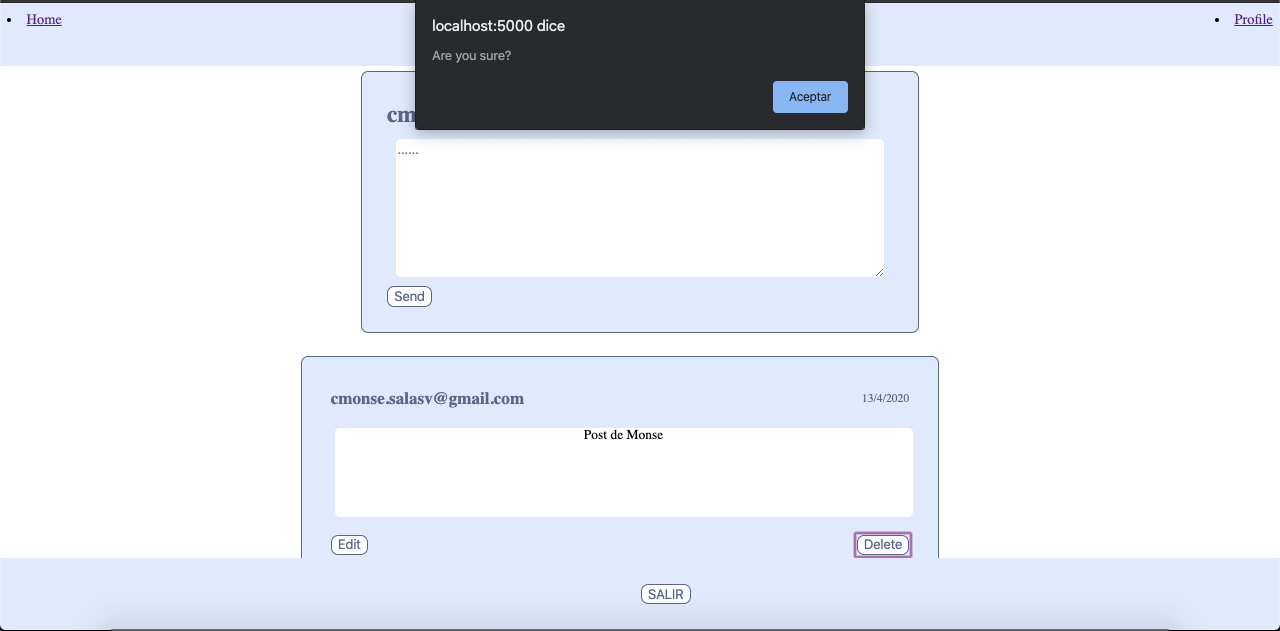 Home
Profile
localhost:5000 dice
Are you sure?
Aceptar
......
Send
cmonse.salasv@gmail.com
13/4/2020
Post de Monse
Edit
Delete
SALIR